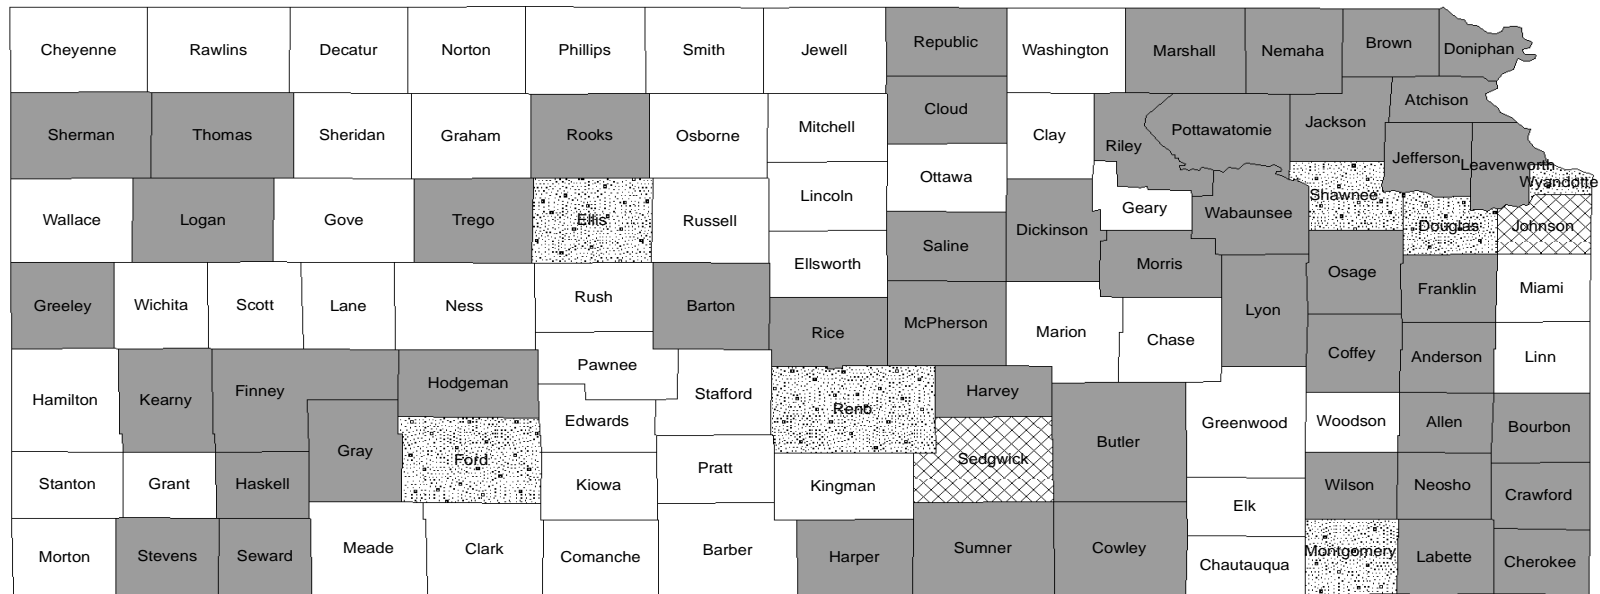 Cheyenne Rawlins Decatur Norton Phillips Smith Jewell Republic Washington Marshall Nemaha Brown Doniphan
Sherman Thomas Sheridan Graham Rooks Osborne Mitchell Cloud Clay Riley Pottawatomie Jackson Atchison
Jefferson Leavenworth Wyandotte
Wallace Logan Gove Trego Ellis Russell Lincoln Ottawa Geary Wabaunsee Shawnee Douglas Johnson
Saline Dickinson
Greeley Wichita Scott Lane Ness Rush Barton Ellsworth Morris Osage Franklin Miami
Rice McPherson Marion Chase Lyon
Hamilton Kearny Finney Hodgeman Pawnee Stafford Coffey Anderson Linn
Edwards Reno Harvey Butler Greenwood Woodson Allen Bourbon
Gray Ford Sedgwick
Stanton Grant Haskell Kiowa Pratt Kingman Elk Wilson Neosho Crawford
Morton Stevens Seward Meade Clark Comanche Barber Harper Sumner Cowley Chautauqua Montgomery Labette Cherokee